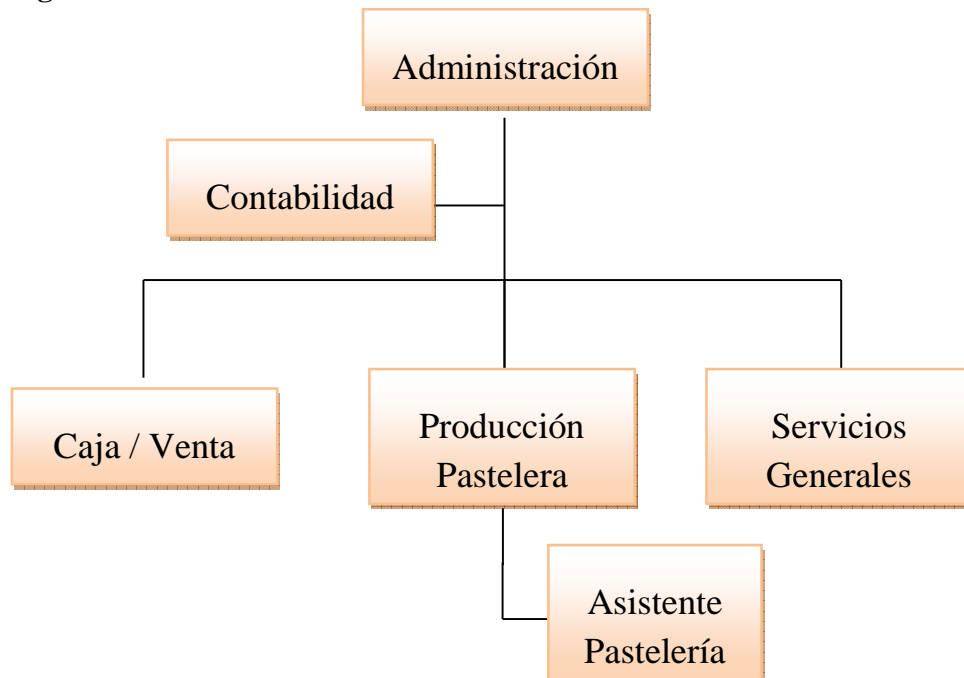 Administración
Contabilidad
Caja / Venta
Producción
Pastelera
Servicios
Generales
Asistente
Pastelería